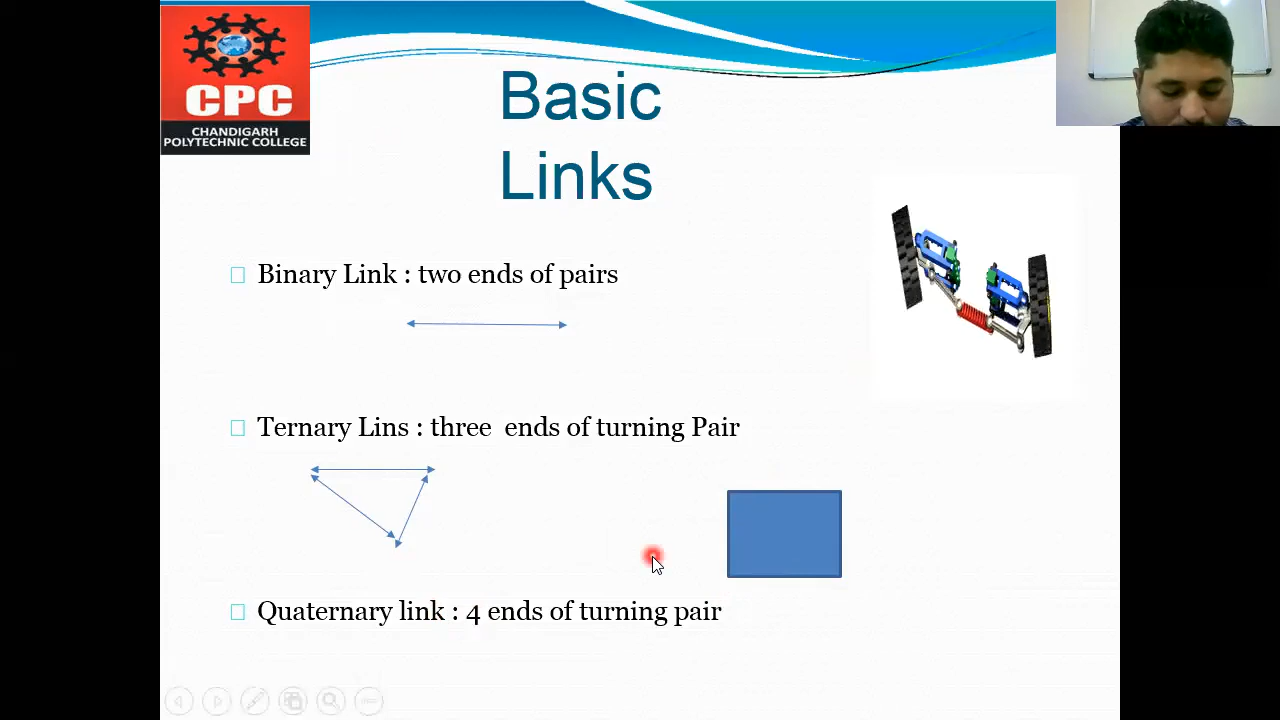 CPC
CHANDIGARH
POLYTECHNIC COLLEGE
Basic
Links
Binary Link : two ends of pairs
Ternary Lins : three ends of turning Pair
Quaternary link : 4 ends of turning pair